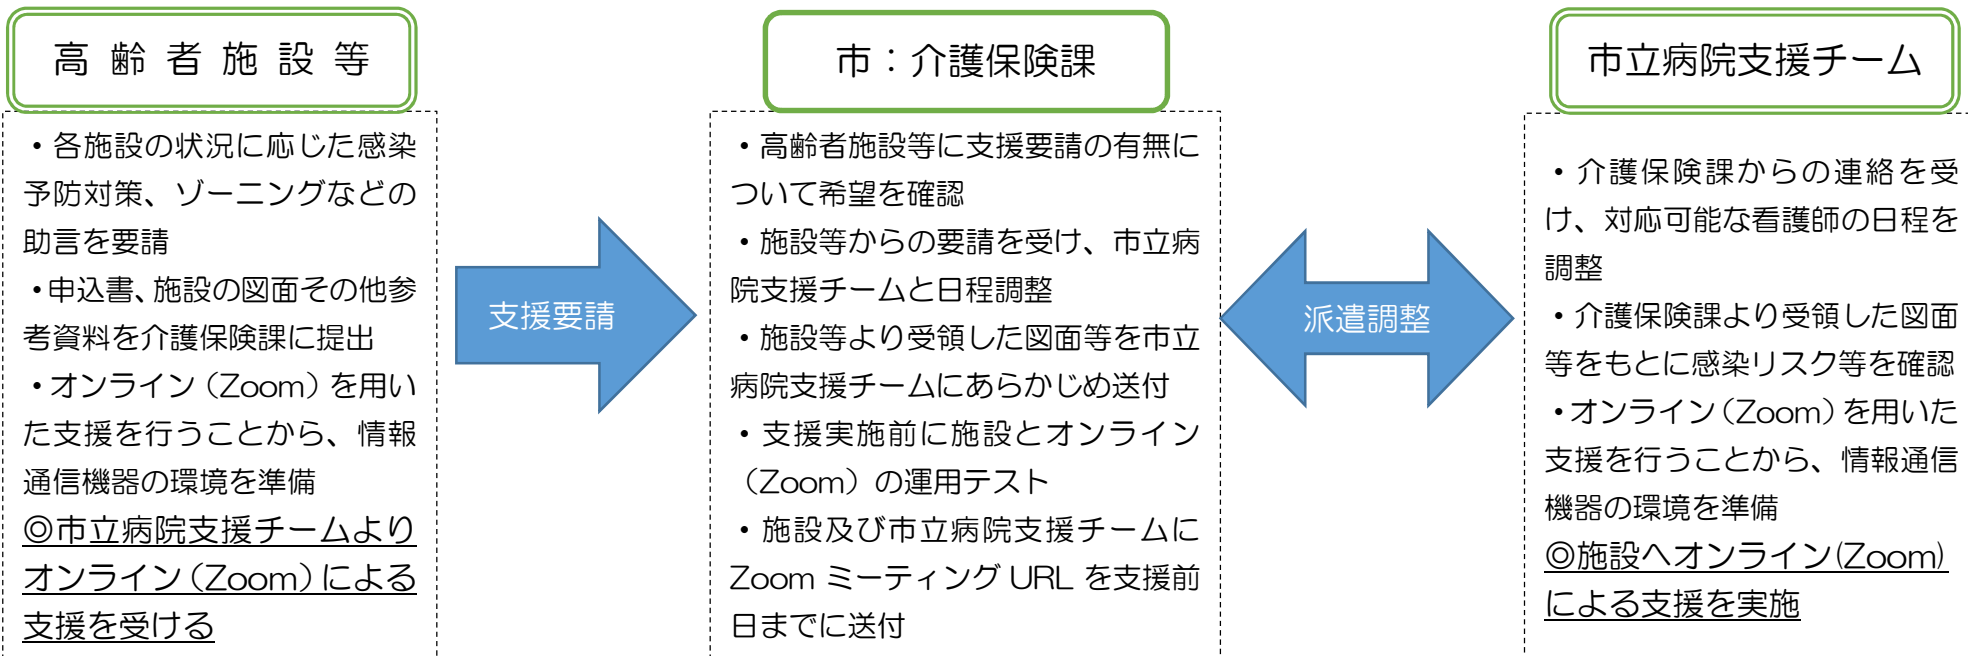 高齢者施設等
・各施設の状況に応じた感染
予防対策、ゾーニングなどの
助言を要請
・申込書、施設の図面その他参
考資料を介護保険課に提出
・オンライン（Zoom）を用い
た支援を行うことから、情報
通信機器の環境を準備
◎市立病院支援チームより
オンライン（Zoom）による
支援を受ける
支援要請
市：介護保険課
・高齢者施設等に支援要請の有無に
ついて希望を確認
・施設等からの要請を受け、市立病
院支援チームと日程調整
・施設等より受領した図面等を市立
病院支援チームにあらかじめ送付
・支援実施前に施設とオンライン
（Zoom）の運用テスト
・施設及び市立病院支援チームに
Zoom ミーティング URL を支援前
日までに送付
派遣調整
市立病院支援チーム
・介護保険課からの連絡を受
け、対応可能な看護師の日程を
調整
・介護保険課より受領した図面
等をもとに感染リスク等を確認
・オンライン（Zoom）を用いた
支援を行うことから、情報通信
機器の環境を準備
◎施設へオンライン(Zoom)
による支援を実施